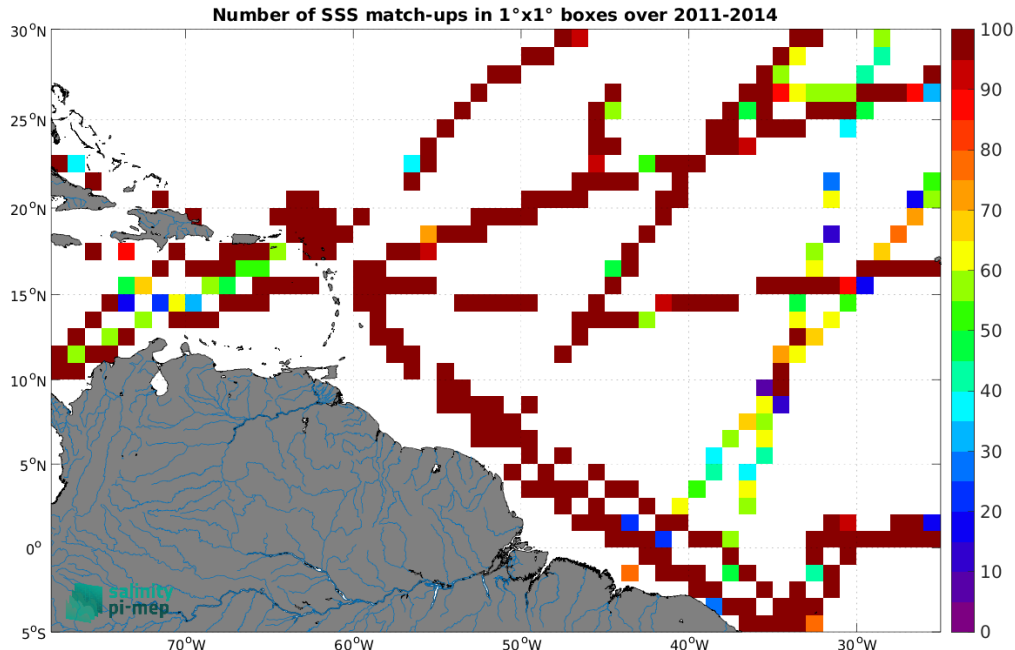 Number of SSS match-ups in 1°x1° boxes over 2011-2014
30°N
25°N
20°N
15°N
10°N
5°N
0°
5°S
70°W
60°W
50°W
40°W
30°W
100
90
80
70
60
50
40
30
20
10
0
salinity
pi-mep